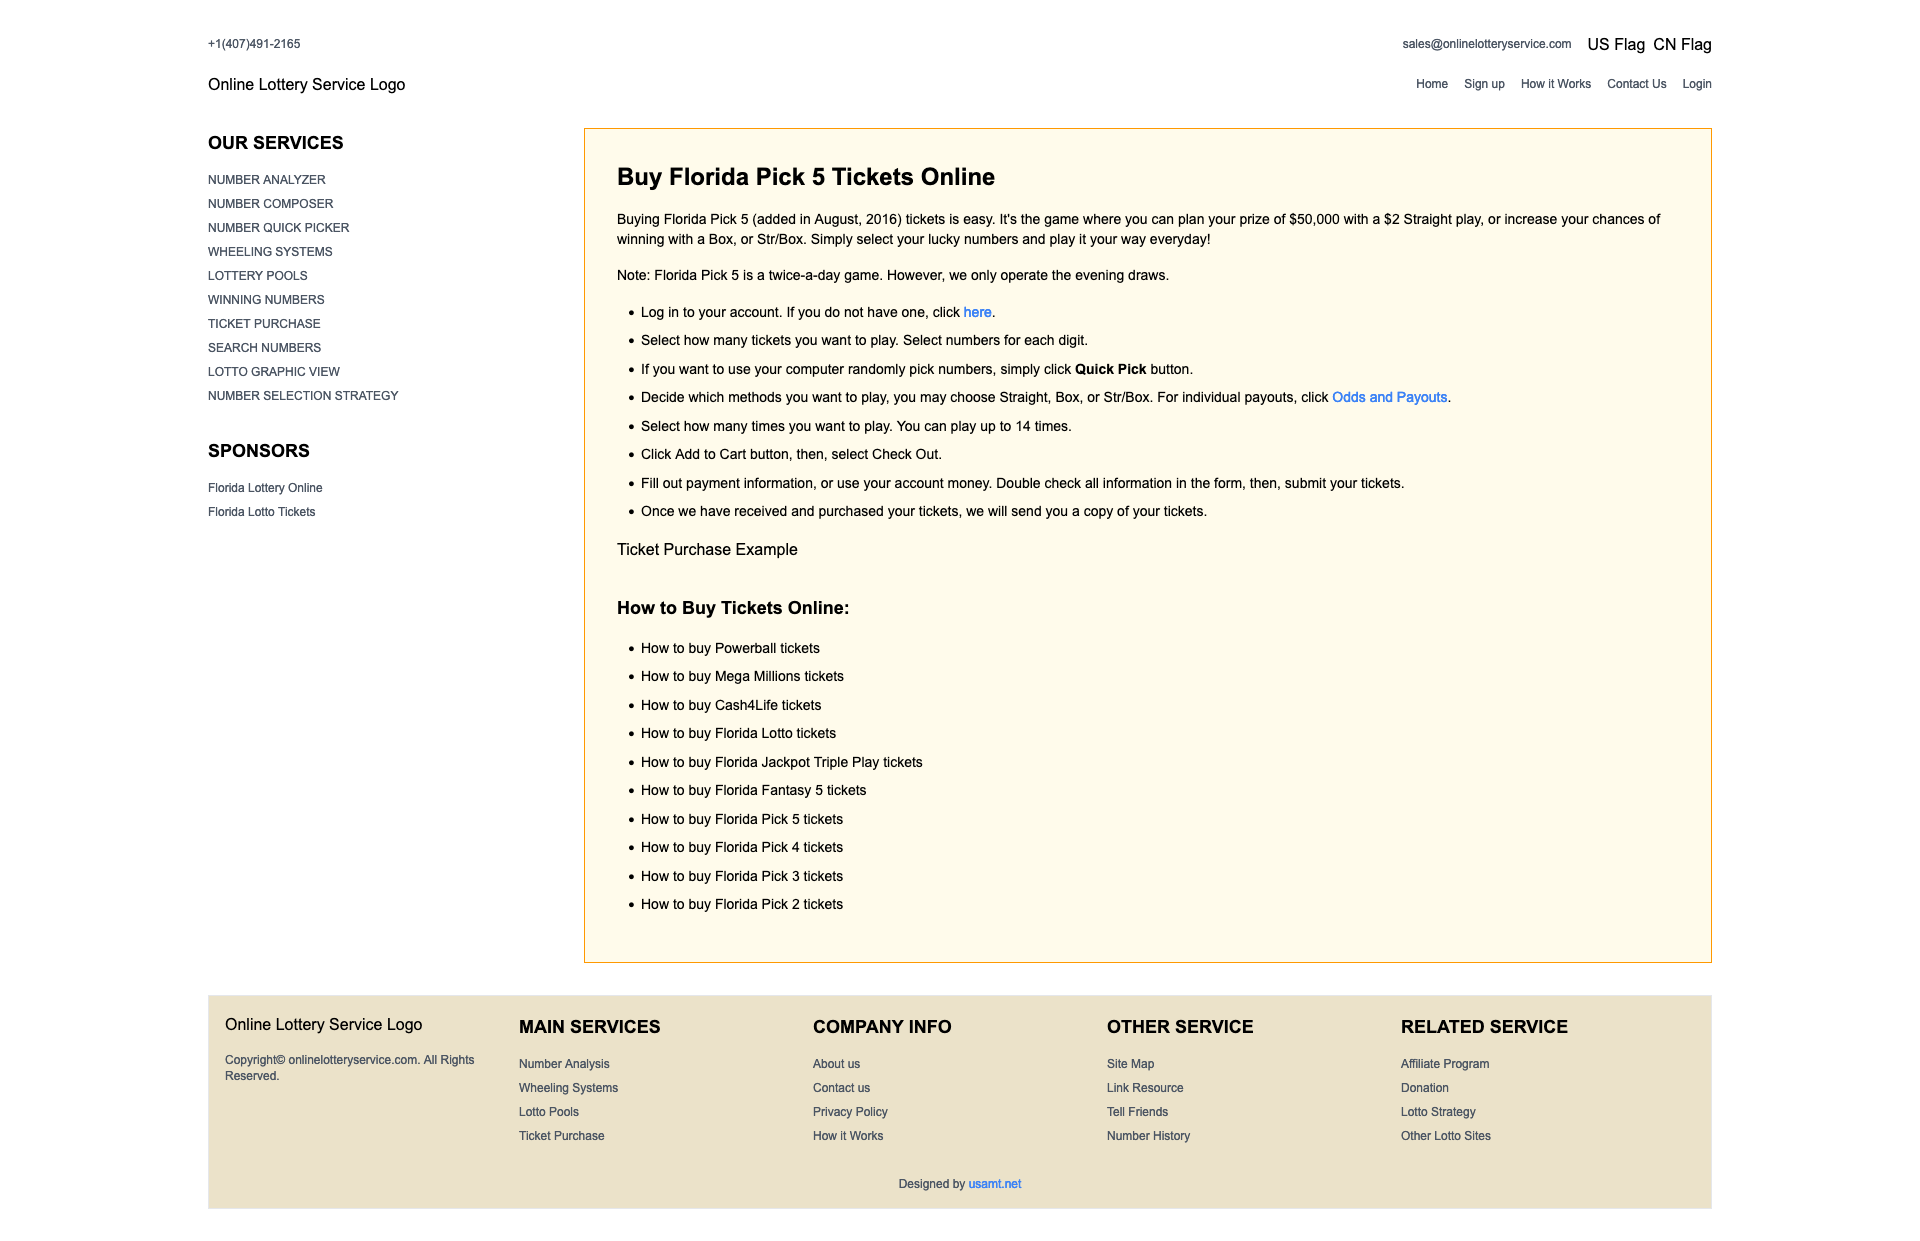 +1(407)491-2165
sales@onlinelotteryservice.com US Flag CN Flag
Online Lottery Service Logo
Home Sign up How it Works Contact Us Login
OUR SERVICES
NUMBER ANALYZER
NUMBER COMPOSER
NUMBER QUICK PICKER
WHEELING SYSTEMS
LOTTERY POOLS
WINNING NUMBERS
TICKET PURCHASE
SEARCH NUMBERS
LOTTO GRAPHIC VIEW
NUMBER SELECTION STRATEGY
SPONSORS
Florida Lottery Online
Florida Lotto Tickets
Buy Florida Pick 5 Tickets Online
Buying Florida Pick 5 (added in August, 2016) tickets is easy. It's the game where you can plan your prize of $50,000 with a $2 Straight play, or increase your chances of
winning with a Box, or Str/Box. Simply select your lucky numbers and play it your way everyday!
Note: Florida Pick 5 is a twice-a-day game. However, we only operate the evening draws.
• Log in to your account. If you do not have one, click here.
• Select how many tickets you want to play. Select numbers for each digit.
• If you want to use your computer randomly pick numbers, simply click Quick Pick button.
• Decide which methods you want to play, you may choose Straight, Box, or Str/Box. For individual payouts, click Odds and Payouts.
• Select how many times you want to play. You can play up to 14 times.
• Click Add to Cart button, then, select Check Out.
• Fill out payment information, or use your account money. Double check all information in the form, then, submit your tickets.
• Once we have received and purchased your tickets, we will send you a copy of your tickets.
Ticket Purchase Example
How to Buy Tickets Online:
• How to buy Powerball tickets
• How to buy Mega Millions tickets
• How to buy Cash4Life tickets
• How to buy Florida Lotto tickets
• How to buy Florida Jackpot Triple Play tickets
• How to buy Florida Fantasy 5 tickets
• How to buy Florida Pick 5 tickets
• How to buy Florida Pick 4 tickets
• How to buy Florida Pick 3 tickets
• How to buy Florida Pick 2 tickets
Online Lottery Service Logo
Copyright© onlinelotteryservice.com. All Rights
Reserved.
MAIN SERVICES
Number Analysis
Wheeling Systems
Lotto Pools
Ticket Purchase
COMPANY INFO
About us
Contact us
Privacy Policy
How it Works
OTHER SERVICE
Site Map
Link Resource
Tell Friends
Number History
RELATED SERVICE
Affiliate Program
Donation
Lotto Strategy
Other Lotto Sites
Designed by usamt.net